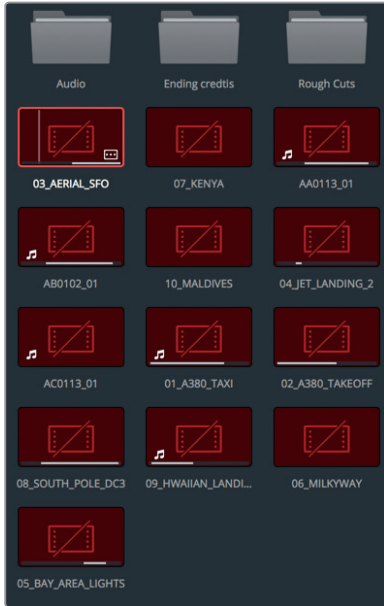 Audio
Ending credtis
Rough Cuts
03_AERIAL_SFO
07_KENYA
AA0113_01
AB0102_01
10_MALDIVES
04_JET_LANDING_2
AC0113_01
01_A380_TAXI
02_A380_TAKEOFF
08_SOUTH_POLE_DC3
09_HWAIIAN_LANDI...
06_MILKYWAY
05_BAY_AREA_LIGHTS